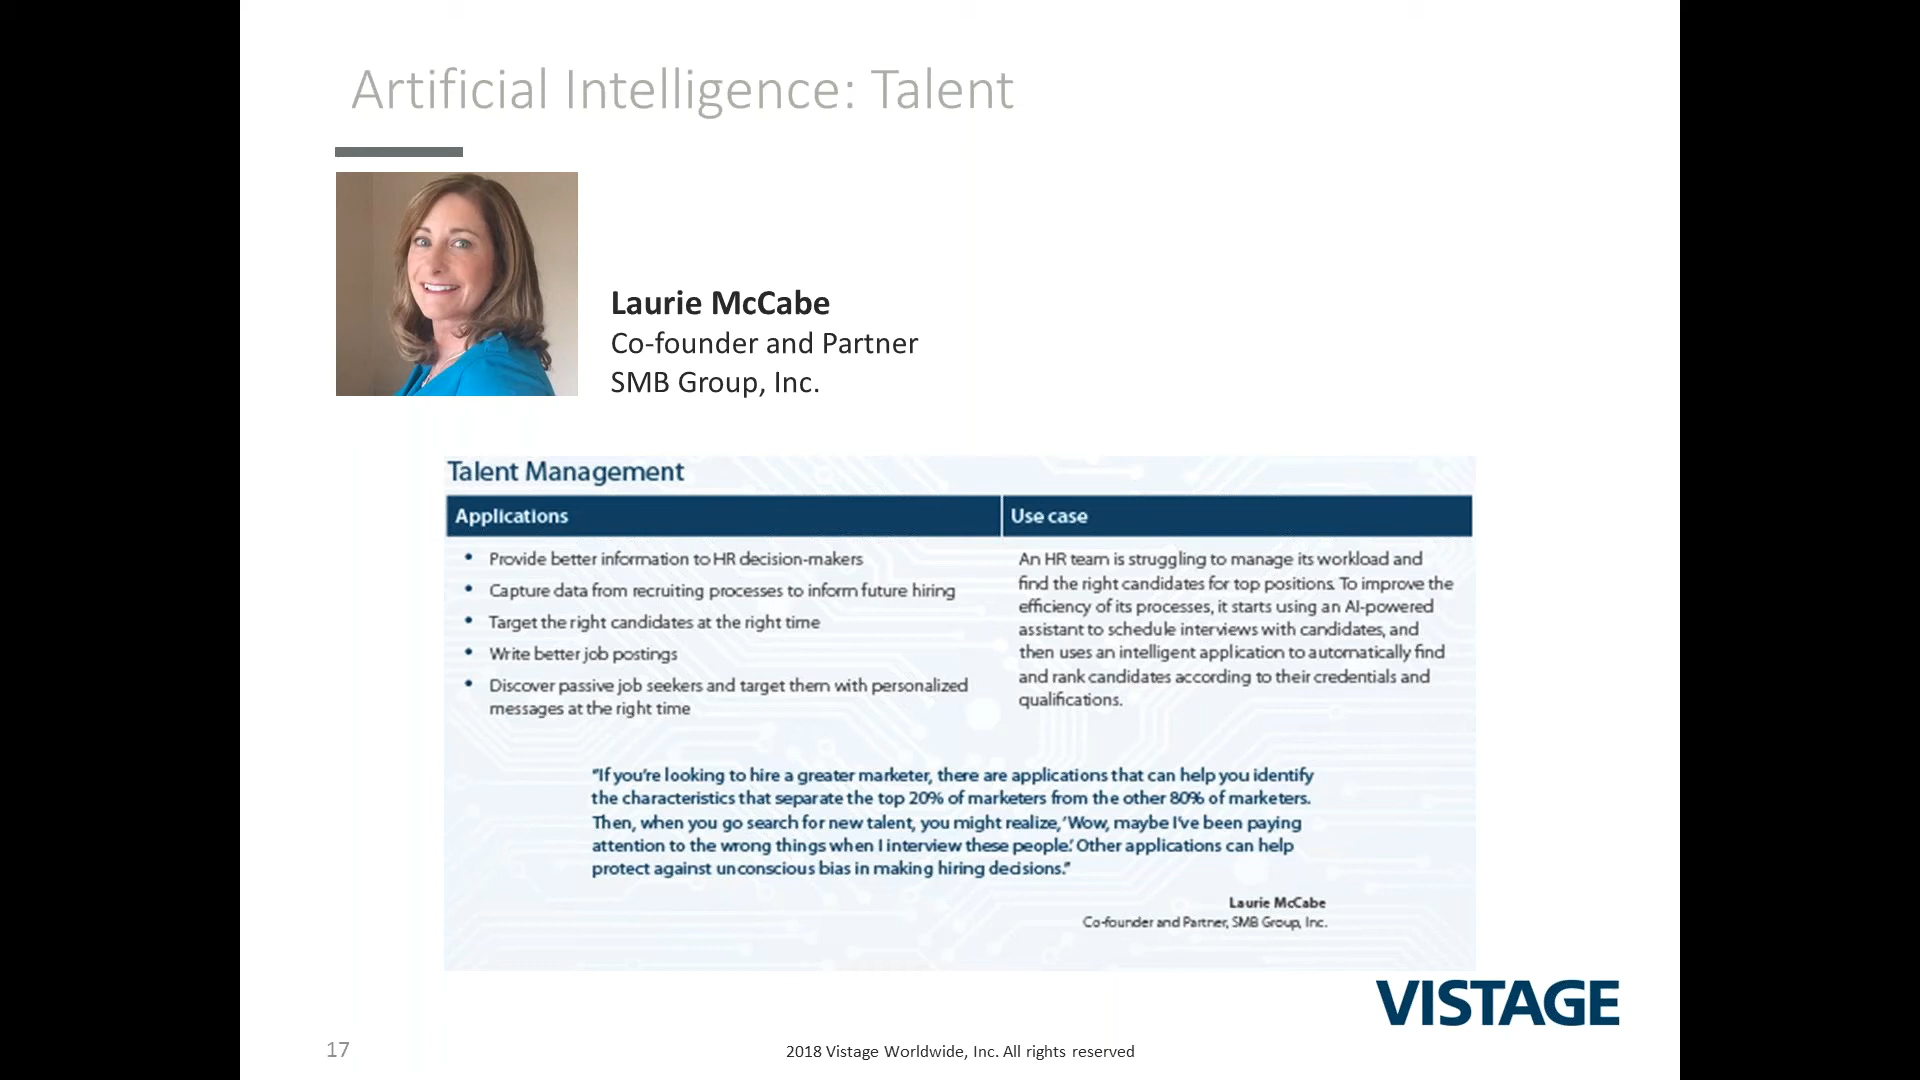 Artificial Intelligence: Talent
Laurie McCabe
Co-founder and Partner
SMB Group, Inc.
Talent Management
Applications
Use case
• Provide better information to HR decision-makers
• Capture data from recruiting processes to inform future hiring
• Target the right candidates at the right time
• Write better job postings
• Discover passive job seekers and target them with personalized
messages at the right time
An HR team is struggling to manage its workload and
find the right candidates for top positions. To improve the
efficiency of its processes, it starts using an AI-powered
assistant to schedule interviews with candidates, and
then uses an intelligent application to automatically find
and rank candidates according to their credentials and
qualifications.
“If you’re looking to hire a greater marketer, there are applications that can help you identify
the characteristics that separate the top 20% of marketers from the other 80% of marketers.
Then, when you go search for new talent, you might realize, ‘Wow, maybe I’ve been paying
attention to the wrong things when I interview these people.’ Other applications can help
protect against unconscious bias in making hiring decisions.”
Laurie McCabe
Co-founder and Partner, SMB Group, Inc.
VISTAGE
17
2018 Vistage Worldwide, Inc. All rights reserved